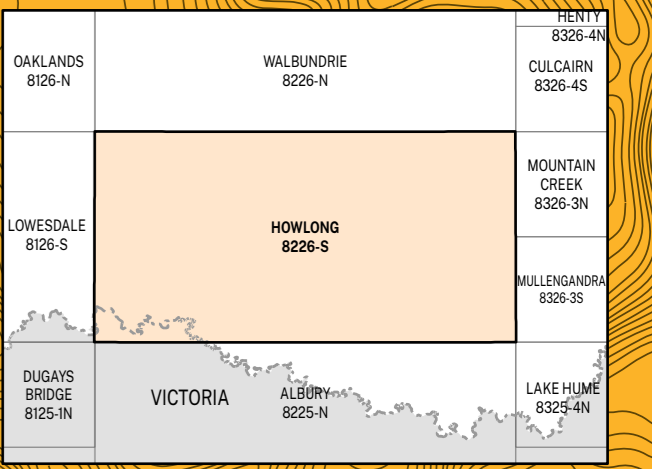 HENTY
8326-4N
OAKLANDS
8126-N
WALBUNDRIE
8226-N
CULCAIRN
8326-4S
LOWESDALE
8126-S
HOWLONG
8226-S
MOUNTAIN
CREEK
8326-3N
MULLENGANDRA
8326-3S
DUGAYS
BRIDGE
8125-1N
VICTORIA
ALBURY
8225-N
LAKE HUME
8325-4N